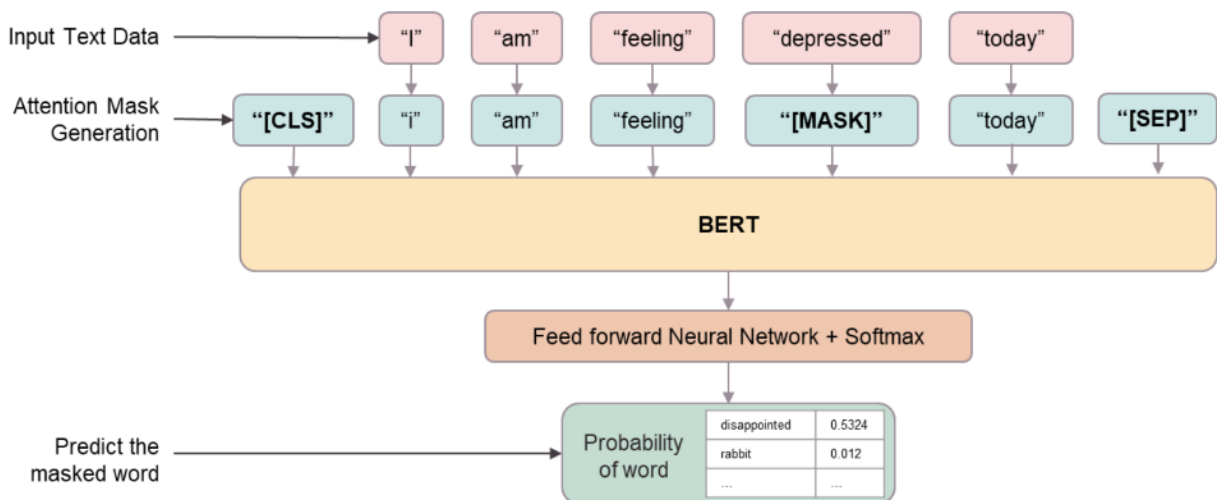 Input Text Data
“I” “am” “feeling” “depressed” “today”
Attention Mask
Generation
“[CLS]” “i” “am” “feeling” “[MASK]” “today” “[SEP]”
BERT
Feed forward Neural Network + Softmax
Predict the
masked word
Probability
of word
disappointed 0.5324
rabbit 0.012
... ...